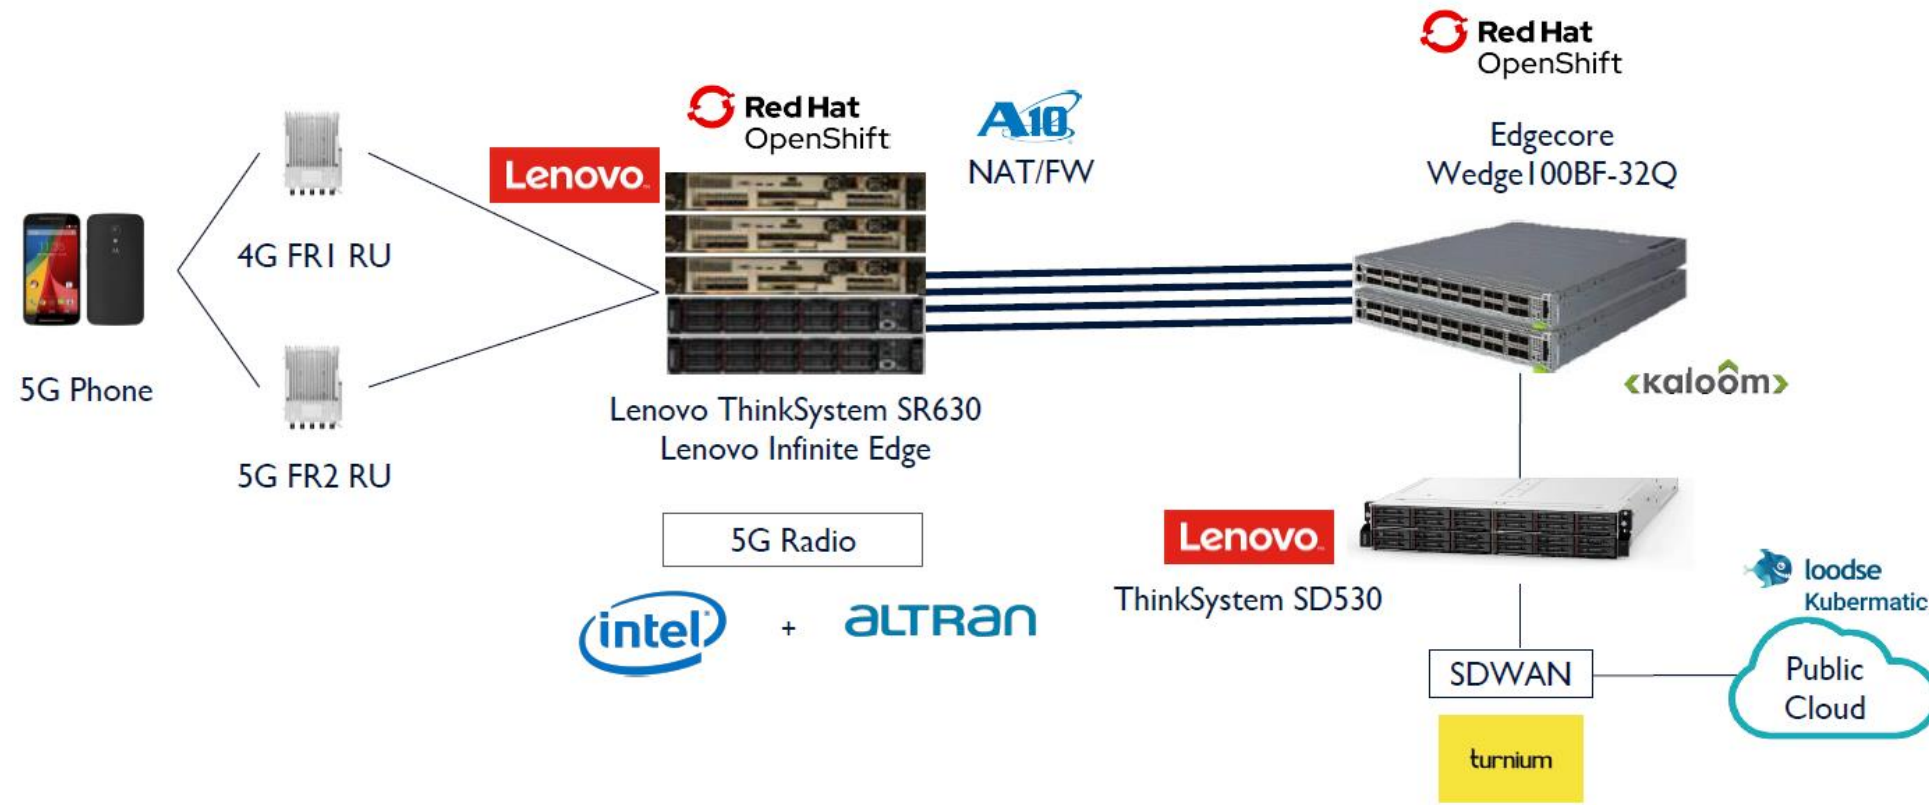 Red Hat
OpenShift
Red Hat
OpenShift
A10
NAT/FW
Edgecore
Wedge100BF-32Q
Lenovo
4G FR1 RU
5G Phone
5G FR2 RU
Lenovo ThinkSystem SR630
Lenovo Infinite Edge
‹kaloom›
5G Radio
intel
+
altran
Lenovo
ThinkSystem SD530
loodse
Kubermatic
SDWAN
Public
Cloud
turnium